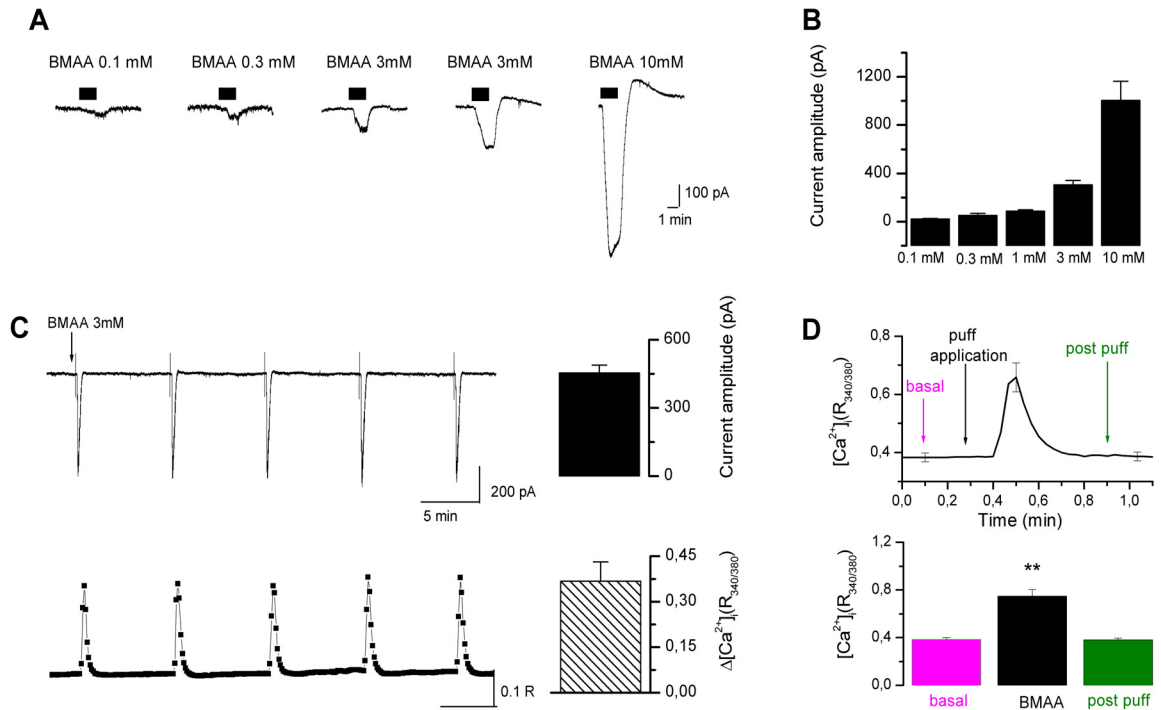 A
BMAA 0.1 mM
BMAA 0.3 mM
BMAA 3mM
BMAA 3mM
BMAA 10mM
100 pA
1 min
B
Current amplitude (pA)
1200
800
400
0
0.1 mM
0.3 mM
1 mM
3 mM
10 mM
C
BMAA 3mM
200 pA
5 min
600
300
0
Current amplitude (pA)
0.1 R
0,45
0,30
0,15
0,00
Δ[Ca2+]i(R340/380)
D
[Ca2+]i(R340/380)
0,8
0,6
0,4
basal
puff
application
post puff
0,0 0,2 0,4 0,6 0,8 1,0
Time (min)
[Ca2+]i(R340/380)
1,2
0,8
0,4
0,0
**
basal
BMAA
post puff